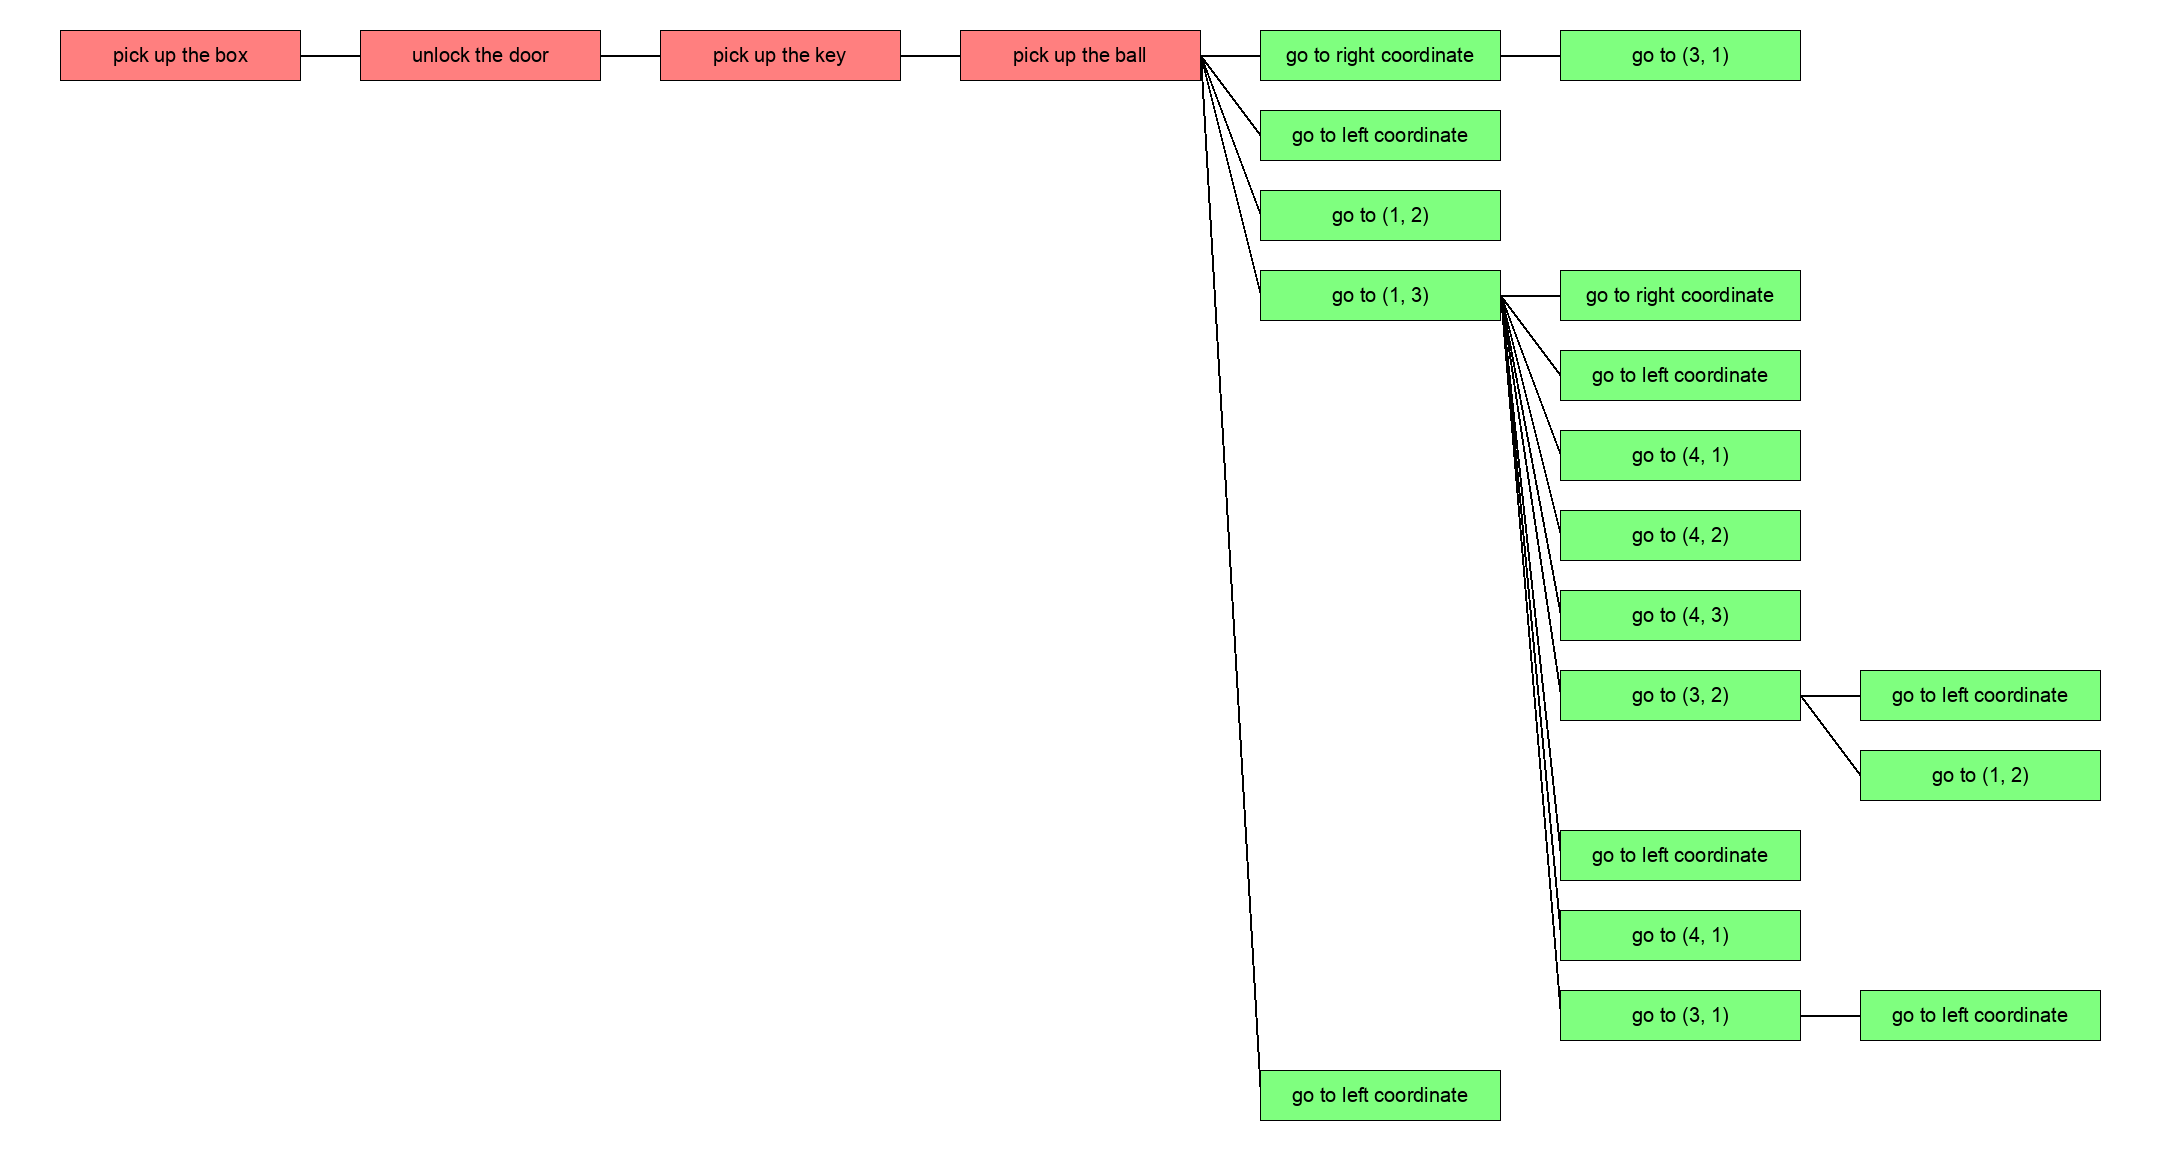 pick up the box
unlock the door
pick up the key
pick up the ball
go to right coordinate
go to (3, 1)
go to left coordinate
go to (1, 2)
go to (1, 3)
go to right coordinate
go to left coordinate
go to (4, 1)
go to (4, 2)
go to (4, 3)
go to (3, 2)
go to left coordinate
go to (1, 2)
go to left coordinate
go to (4, 1)
go to (3, 1)
go to left coordinate
go to left coordinate